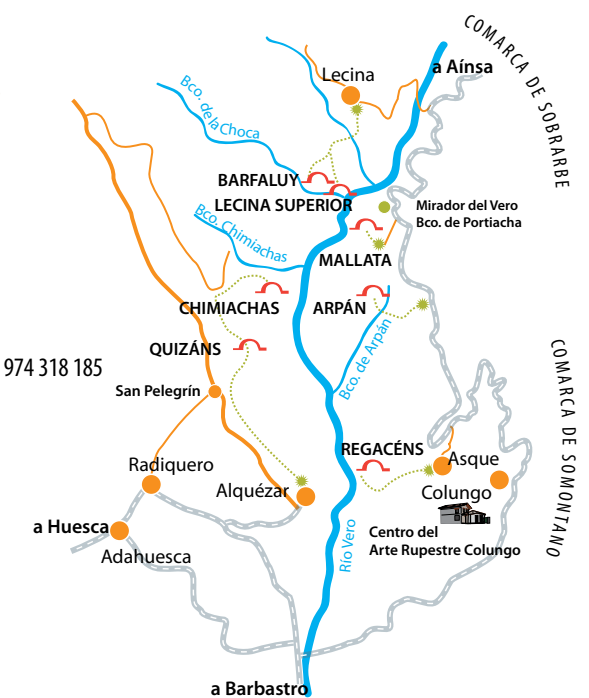 COMARCA DE SOBRARBE
a Aínsa
Lecina
Bco. de la Choca
BARFALUY
LECINA SUPERIOR
Mirador del Vero
Bco. de Portiacha
Bco. Chimiachas
MALLATA
CHIMIACHAS
ARPÁN
Bco. de Arpán
QUIZÁNS
974 318 185
San Pelegrín
COMARCA DE SOMONTANO
REGACÉNS
Asque
Radiquero
Alquézar
Colungo
a Huesca
Adahuesca
Centro del
Arte Rupestre Colungo
Río Vero
a Barbastro